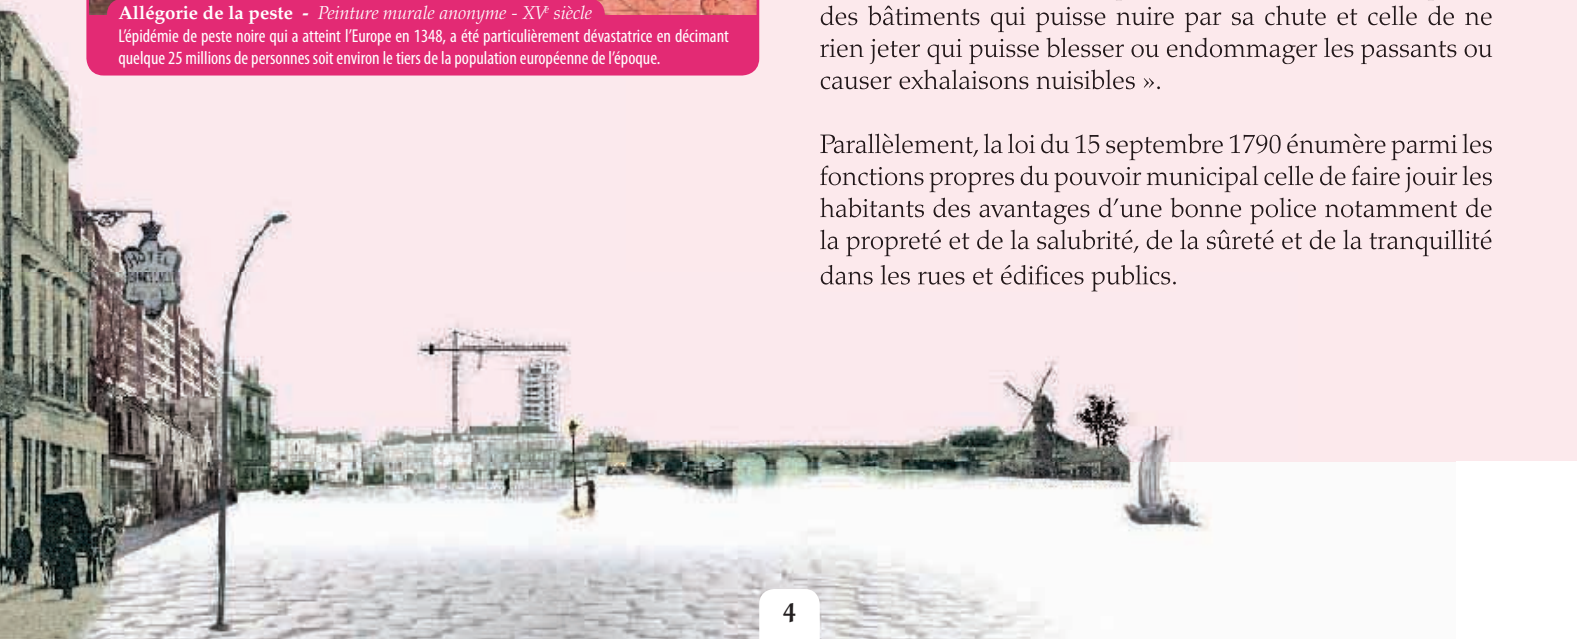 Allégorie de la peste - Peinture murale anonyme - XVe siècle
L'épidémie de peste noire qui a atteint l'Europe en 1348, a été particulièrement dévastatrice en décimant
quelque 25 millions de personnes soit environ le tiers de la population européenne de l'époque.
des bâtiments qui puisse nuire par sa chute et celle de ne
rien jeter qui puisse blesser ou endommager les passants ou
causer exhalaisons nuisibles ».
Parallèlement, la loi du 15 septembre 1790 énumère parmi les
fonctions propres du pouvoir municipal celle de faire jouir les
habitants des avantages d'une bonne police notamment de
la propreté et de la salubrité, de la sûreté et de la tranquillité
dans les rues et édifices publics.
HOTEL
4